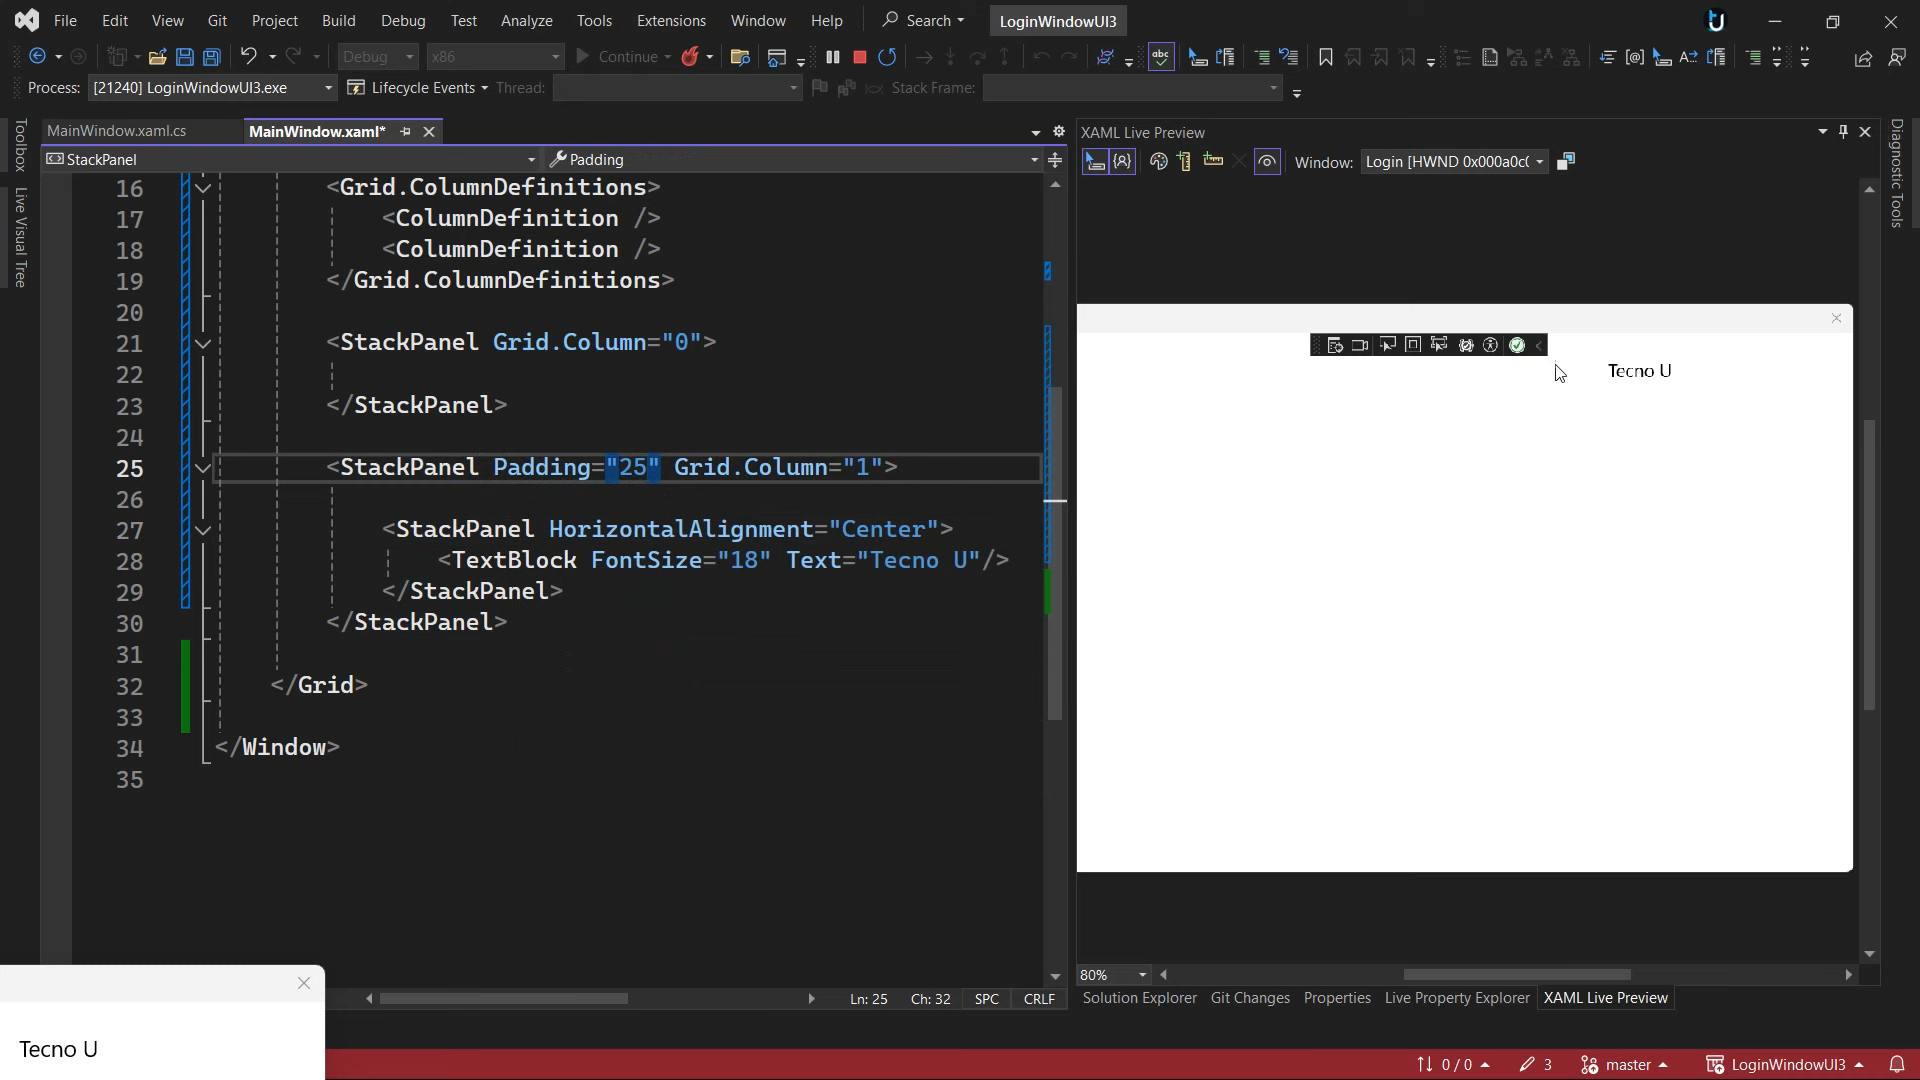 File Edit View Git Project Build Debug Test Analyze Tools Extensions Window Help Search LoginWindowUI3
Debug x86 Continue
Process: [21240] LoginWindowUI3.exe Lifecycle Events Thread: Stack Frame:
Toolbox
Live Visual Tree
MainWindow.xaml.cs MainWindow.xaml*
StackPanel Padding
16 <Grid.ColumnDefinitions>
17 <ColumnDefinition />
18 <ColumnDefinition />
19 </Grid.ColumnDefinitions>
20
21 <StackPanel Grid.Column="0">
22
23 </StackPanel>
24
25 <StackPanel Padding="25" Grid.Column="1">
26
27 <StackPanel HorizontalAlignment="Center">
28 <TextBlock FontSize="18" Text="Tecno U"/>
29 </StackPanel>
30 </StackPanel>
31
32 </Grid>
33
34 </Window>
35
Ln: 25 Ch: 32 SPC CRLF
XAML Live Preview
Window: Login [HWND 0x000a0c
Tecno U
80%
Solution Explorer Git Changes Properties Live Property Explorer XAML Live Preview
Diagnostic Tools
Tecno U
0 / 0 3 master LoginWindowUI3